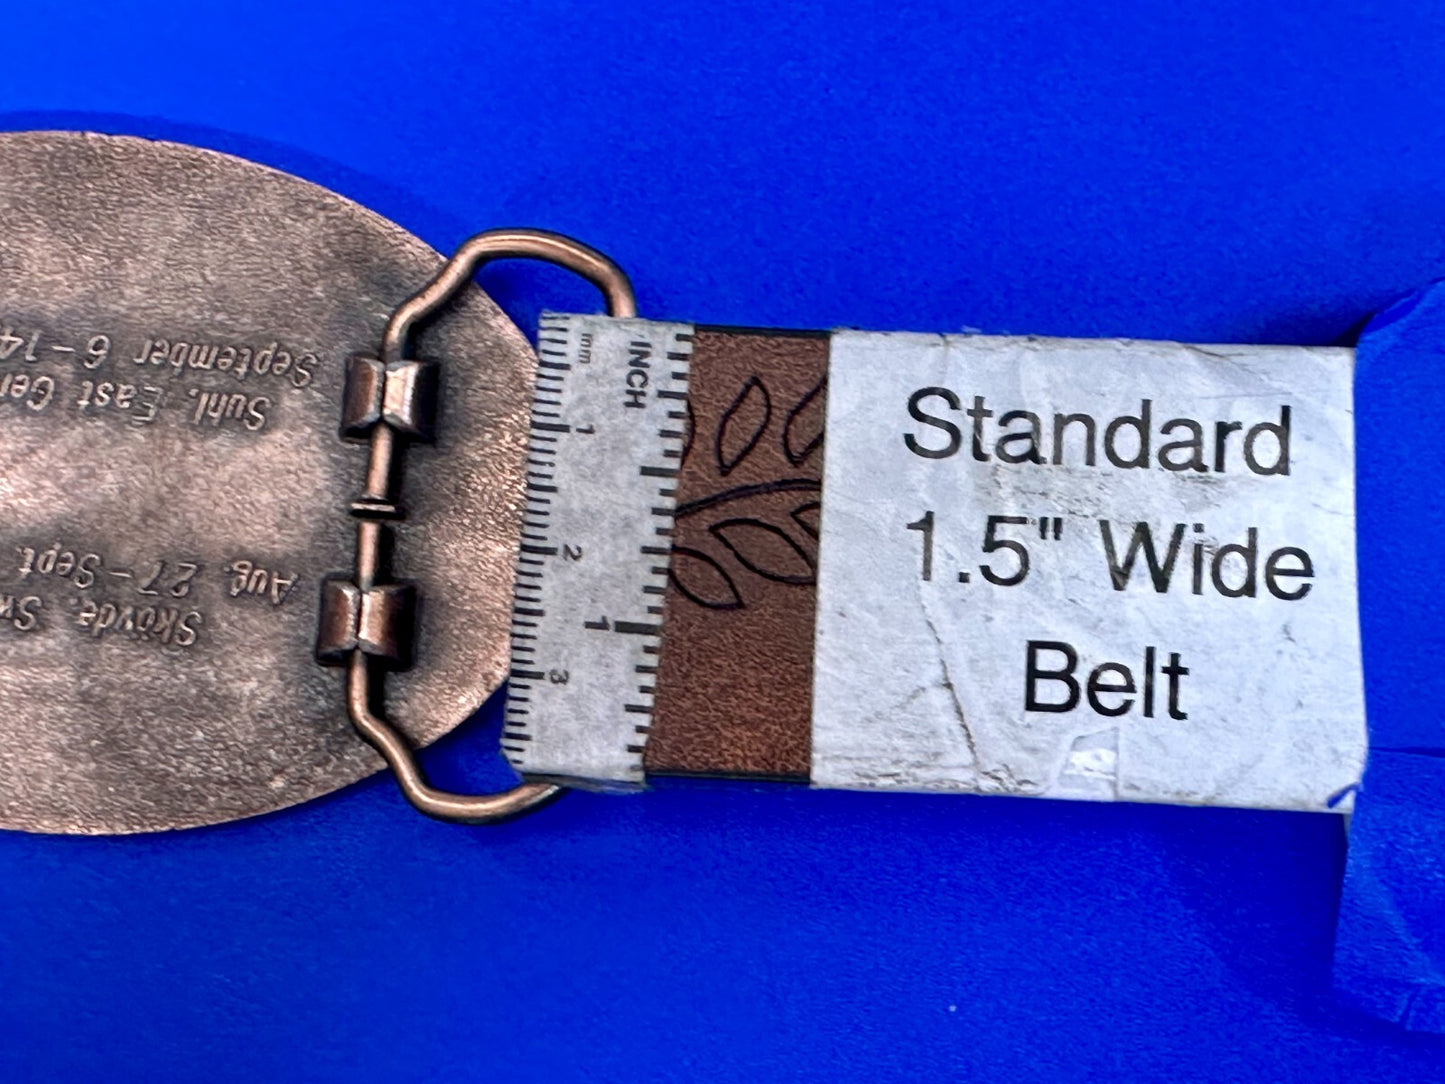 Standard
1.5" Wide
Belt
INCH
1
mm
1
2
3
Skövde, Sw
Aug. 27 – Sept.
Suhl, East Ger
September 6 – 14